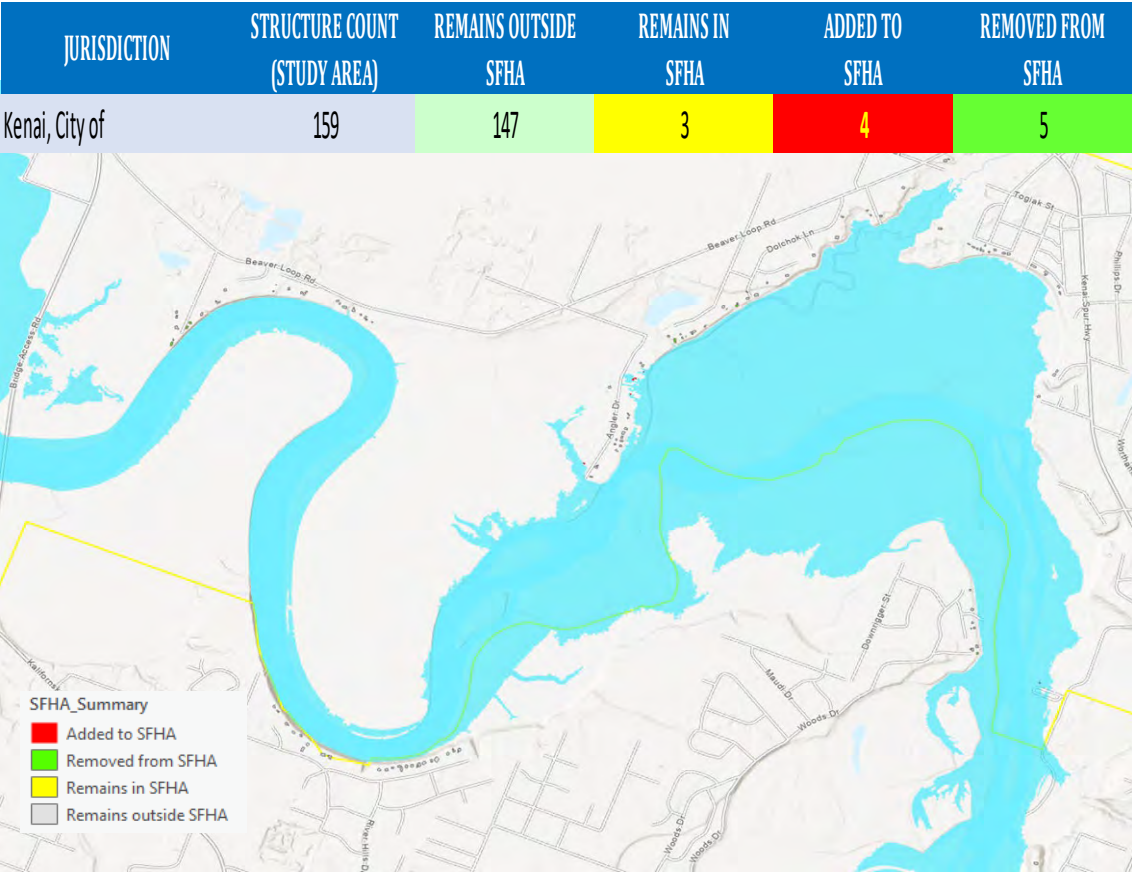 JURISDICTION
STRUCTURE COUNT
(STUDY AREA)
REMAINS OUTSIDE
SFHA
REMAINS IN
SFHA
ADDED TO
SFHA
REMOVED FROM
SFHA
Kenai, City of 159 147 3 4 5
Togiak St
Beaver Loop Rd
Dolchok Ln
Phillips Dr
Beaver Loop Rd
Kenai Spur Hwy
Bridge Access Rd
Angler Dr
Downrigger St
Maudi Dr
Woods Dr
SFHA_Summary
Added to SFHA
Removed from SFHA
Remains in SFHA
Remains outside SFHA
River Hills D
Woods Dr
Woods Dr